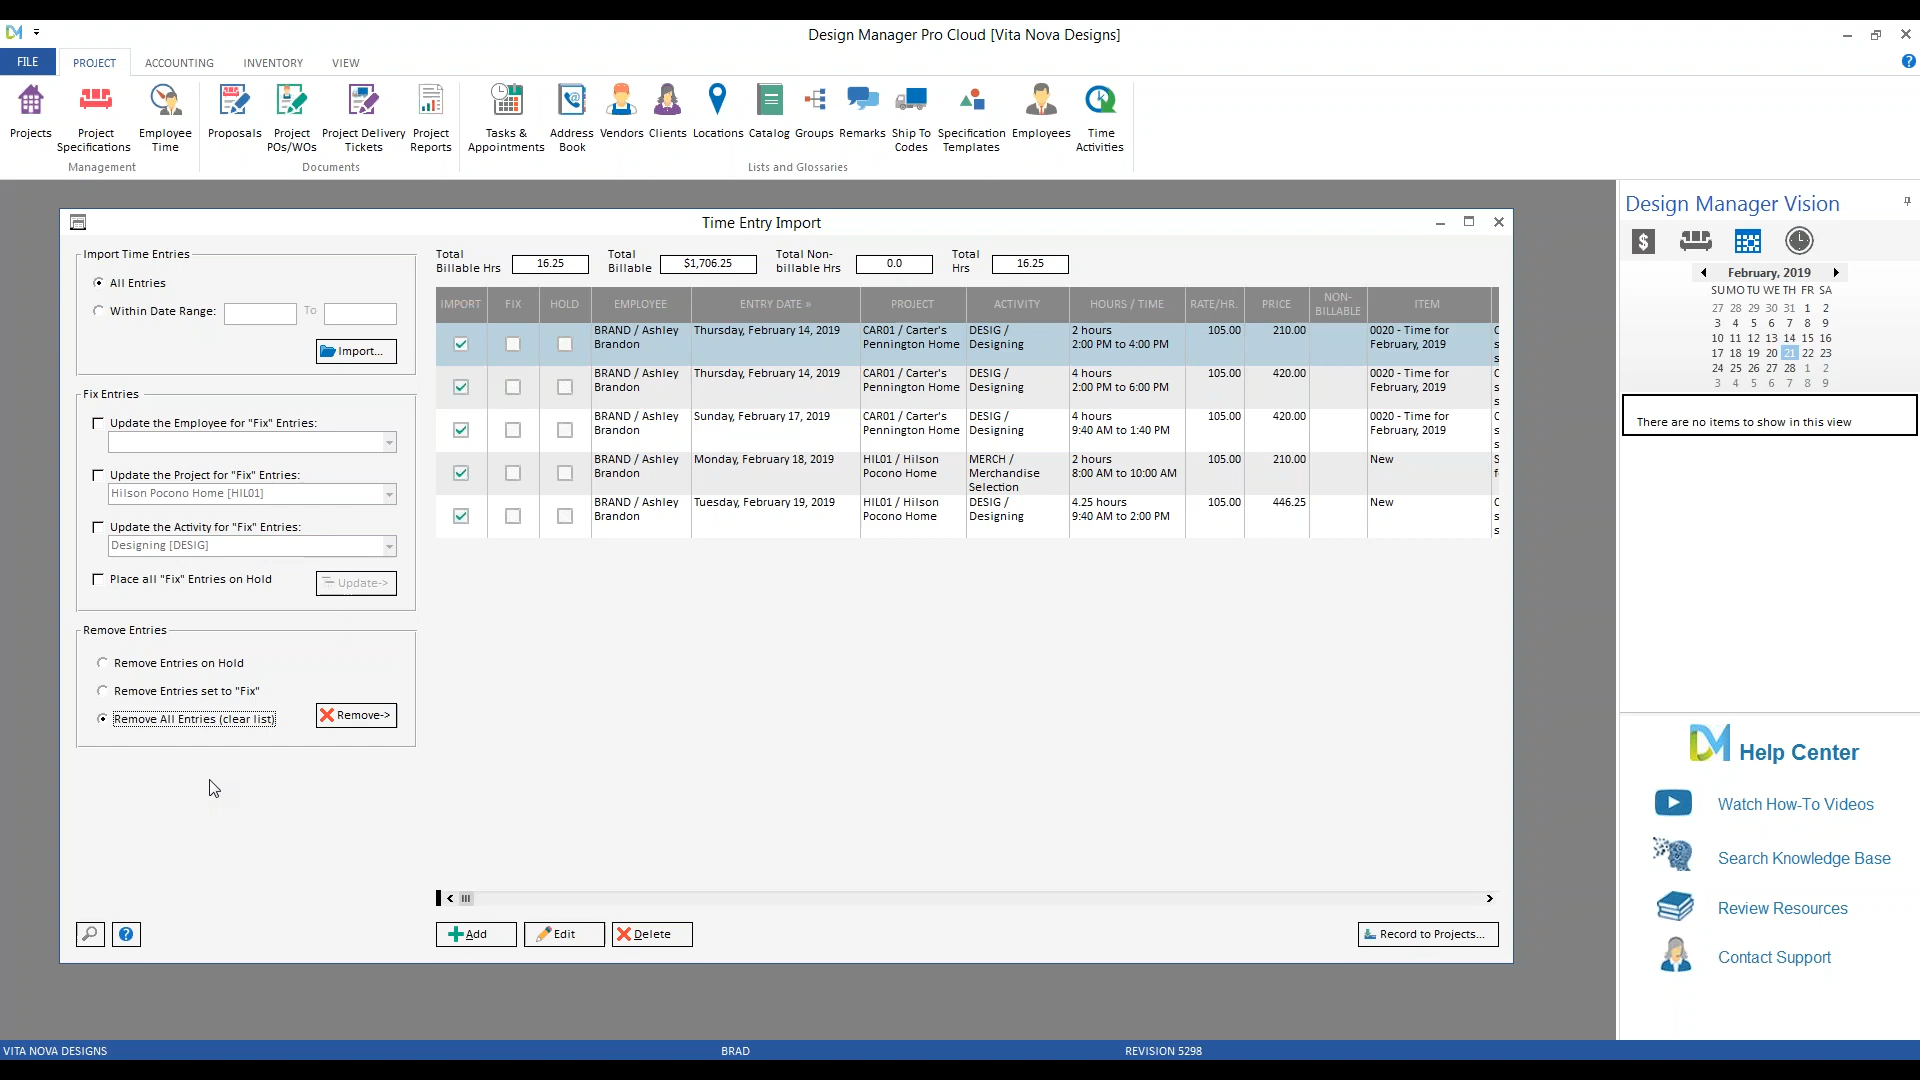 Design Manager Pro Cloud [Vita Nova Designs]
FILE PROJECT ACCOUNTING INVENTORY VIEW
Projects
Project Specifications
Employee Time
Management
Proposals
Project POs/WOs
Project Delivery Tickets
Project Reports
Documents
Tasks & Appointments
Address Book
Vendors
Clients
Locations
Catalog
Groups
Remarks
Ship To Codes
Specification Templates
Employees
Time Activities
Lists and Glossaries
Time Entry Import
Import Time Entries
All Entries
Within Date Range: To
Import...
Fix Entries
Update the Employee for "Fix" Entries:
Update the Project for "Fix" Entries:
Hilson Pocono Home [HIL01]
Update the Activity for "Fix" Entries:
Designing [DESIG]
Place all "Fix" Entries on Hold
Update->
Remove Entries
Remove Entries on Hold
Remove Entries set to "Fix"
Remove All Entries (clear list)
Remove->
Total Billable Hrs 16.25
Total Billable $1,706.25
Total Non-billable Hrs 0.0
Total Hrs 16.25
IMPORT FIX HOLD EMPLOYEE ENTRY DATE » PROJECT ACTIVITY HOURS / TIME RATE/HR. PRICE NON-BILLABLE ITEM
BRAND / Ashley Thursday, February 14, 2019 CAR01 / Carter's DESIG / 2 hours 105.00 210.00 0020 - Time for
Brandon Pennington Home Designing 2:00 PM to 4:00 PM February, 2019
BRAND / Ashley Thursday, February 14, 2019 CAR01 / Carter's DESIG / 4 hours 105.00 420.00 0020 - Time for
Brandon Pennington Home Designing 2:00 PM to 6:00 PM February, 2019
BRAND / Ashley Sunday, February 17, 2019 CAR01 / Carter's DESIG / 4 hours 105.00 420.00 0020 - Time for
Brandon Pennington Home Designing 9:40 AM to 1:40 PM February, 2019
BRAND / Ashley Monday, February 18, 2019 HIL01 / Hilson MERCH / 2 hours 105.00 210.00 New
Brandon Pocono Home Merchandise 8:00 AM to 10:00 AM
Selection
BRAND / Ashley Tuesday, February 19, 2019 HIL01 / Hilson DESIG / 4.25 hours 105.00 446.25 New
Brandon Pocono Home Designing 9:40 AM to 2:00 PM
Add
Edit
Delete
Record to Projects...
Design Manager Vision
February, 2019
SU MO TU WE TH FR SA
27 28 29 30 31 1 2
3 4 5 6 7 8 9
10 11 12 13 14 15 16
17 18 19 20 21 22 23
24 25 26 27 28 1 2
3 4 5 6 7 8 9
There are no items to show in this view
DM Help Center
Watch How-To Videos
Search Knowledge Base
Review Resources
Contact Support
VITA NOVA DESIGNS BRAD REVISION 5298